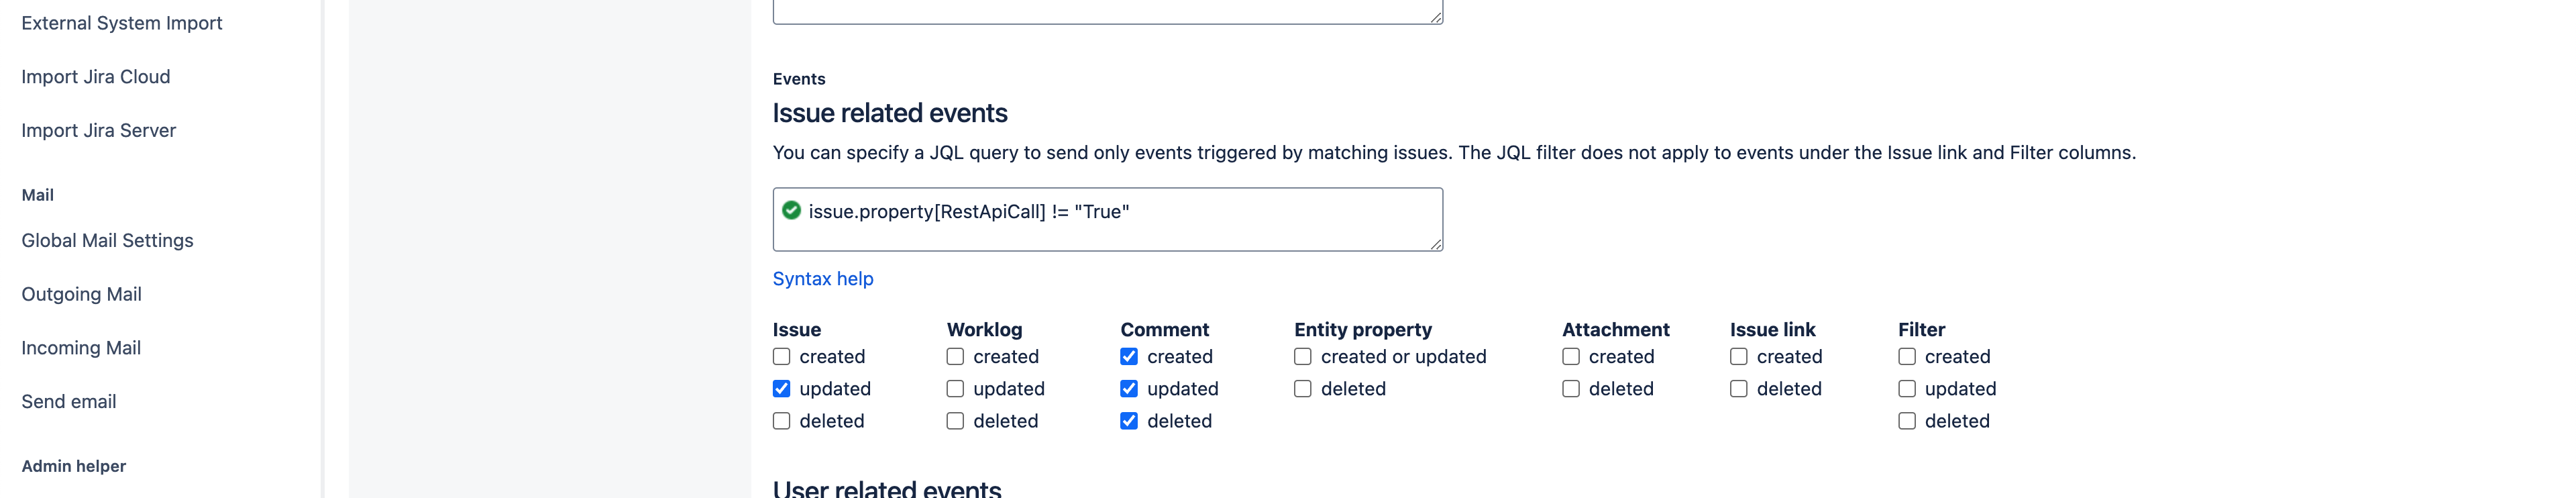 External System Import
Import Jira Cloud
Import Jira Server
Mail
Global Mail Settings
Outgoing Mail
Incoming Mail
Send email
Admin helper
Events
Issue related events
You can specify a JQL query to send only events triggered by matching issues. The JQL filter does not apply to events under the Issue link and Filter columns.
issue.property[RestApiCall] != "True"
Syntax help
Issue Worklog Comment Entity property Attachment Issue link Filter
created created created created or updated created created created
updated updated updated deleted deleted deleted updated
deleted deleted deleted deleted
User related events